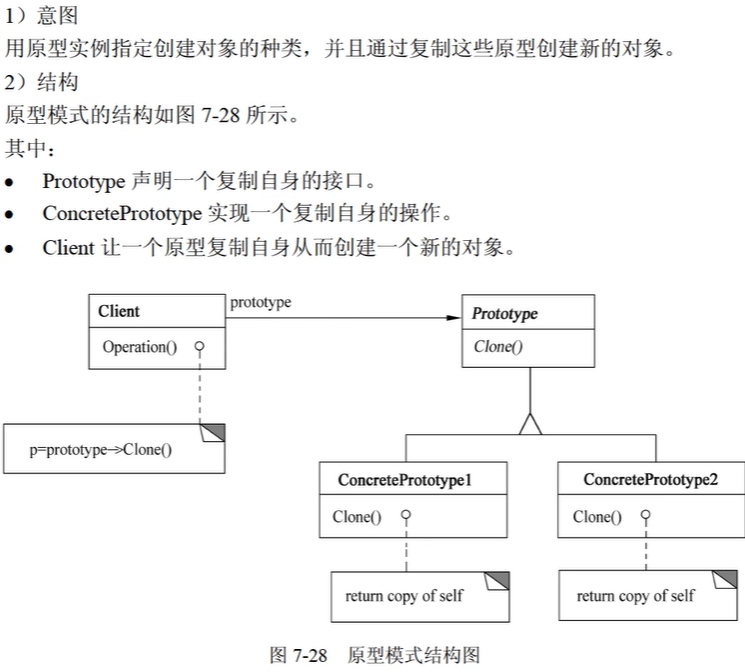 1）意图
用原型实例指定创建对象的种类，并且通过复制这些原型创建新的对象。
2）结构
原型模式的结构如图 7-28 所示。
其中：
● Prototype 声明一个复制自身的接口。
● ConcretePrototype 实现一个复制自身的操作。
● Client 让一个原型复制自身从而创建一个新的对象。
Client
prototype
Prototype
Operation()
Clone()
p=prototype->Clone()
ConcretePrototype1
ConcretePrototype2
Clone()
Clone()
return copy of self
return copy of self
图 7-28 原型模式结构图